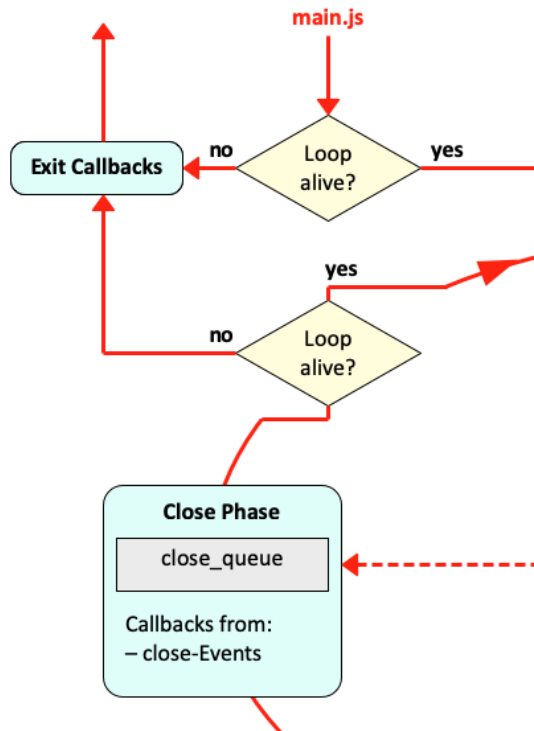 main.js
no
Loop
alive?
yes
Exit Callbacks
yes
no
Loop
alive?
Close Phase
close_queue
Callbacks from:
– close-Events